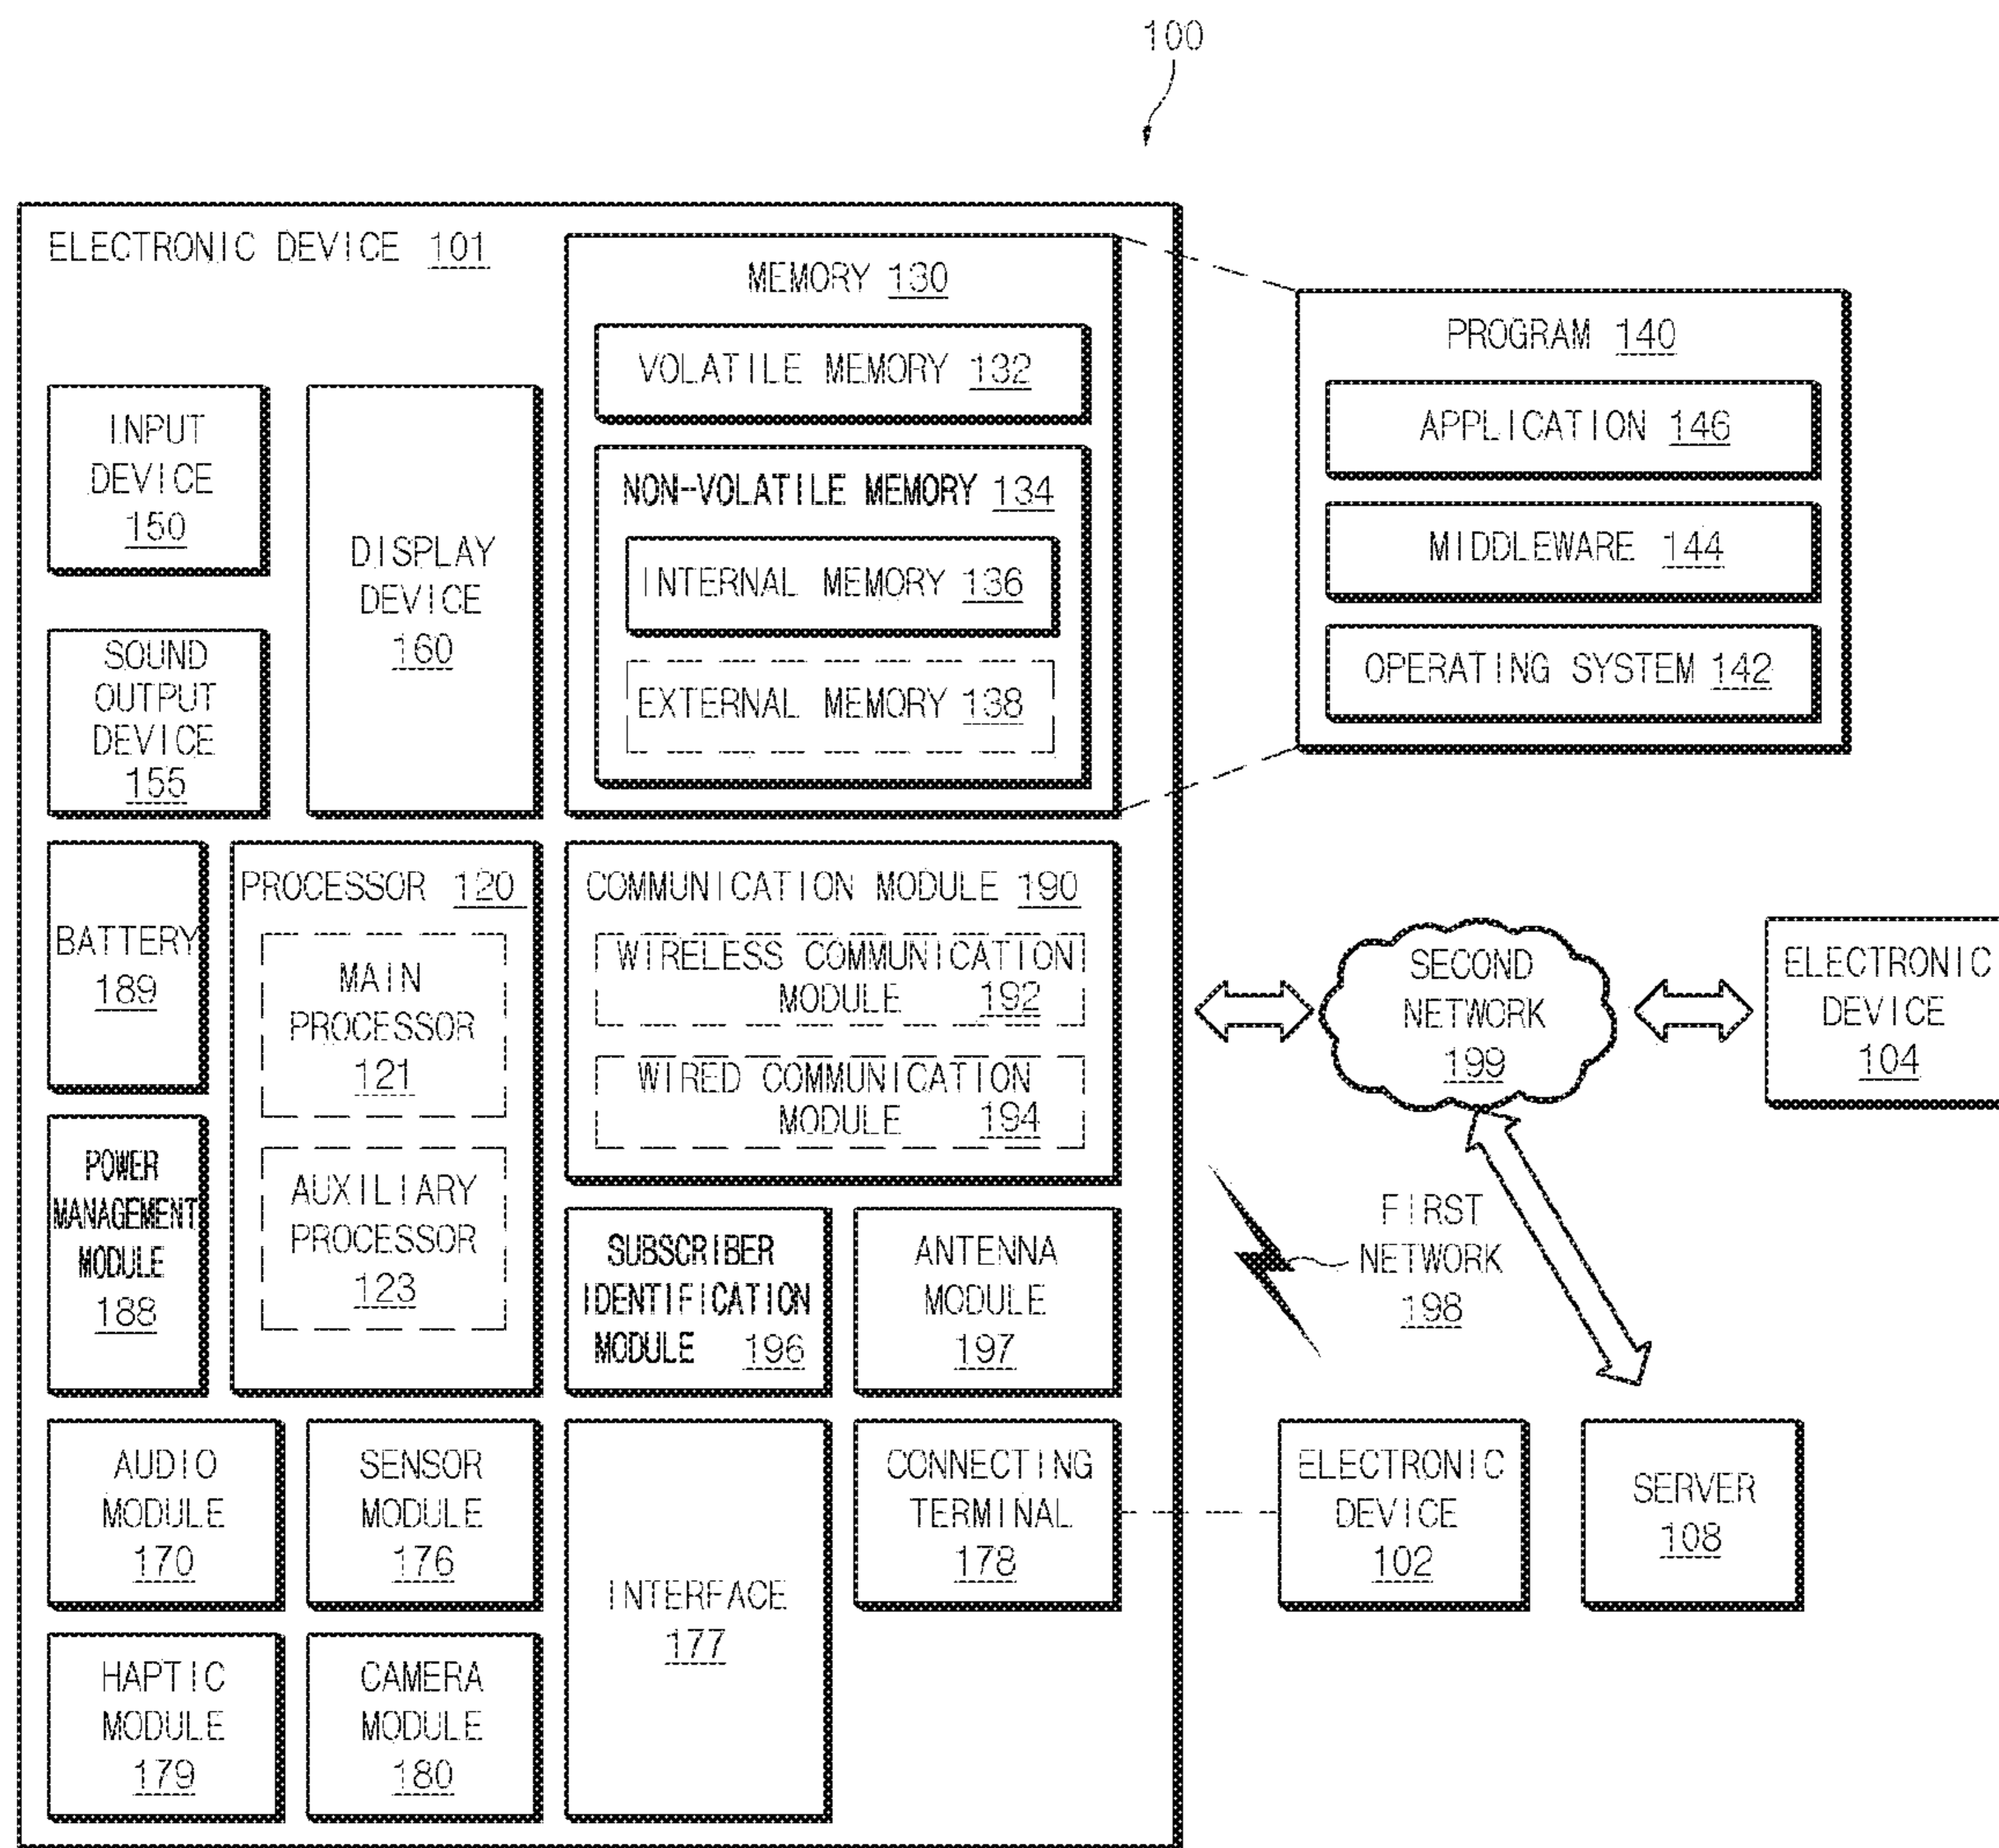 100
ELECTRONIC DEVICE 101
MEMORY 130
VOLATILE MEMORY 132
NON-VOLATILE MEMORY 134
INTERNAL MEMORY 136
EXTERNAL MEMORY 138
PROGRAM 140
APPLICATION 146
MIDDLEWARE 144
OPERATING SYSTEM 142
INPUT
DEVICE
150
DISPLAY
DEVICE
160
SOUND
OUTPUT
DEVICE
155
BATTERY
189
PROCESSOR 120
MAIN
PROCESSOR
121
AUXILIARY
PROCESSOR
123
POWER
MANAGEMENT
MODULE
188
COMMUNICATION MODULE 190
WIRELESS COMMUNICATION
MODULE 192
WIRED COMMUNICATION
MODULE 194
SECOND
NETWORK
199
ELECTRONIC
DEVICE
104
SUBSCRIBER
IDENTIFICATION
MODULE 196
ANTENNA
MODULE
197
FIRST
NETWORK
198
AUDIO
MODULE
170
SENSOR
MODULE
176
INTERFACE
177
CONNECTING
TERMINAL
178
ELECTRONIC
DEVICE
102
SERVER
108
HAPTIC
MODULE
179
CAMERA
MODULE
180